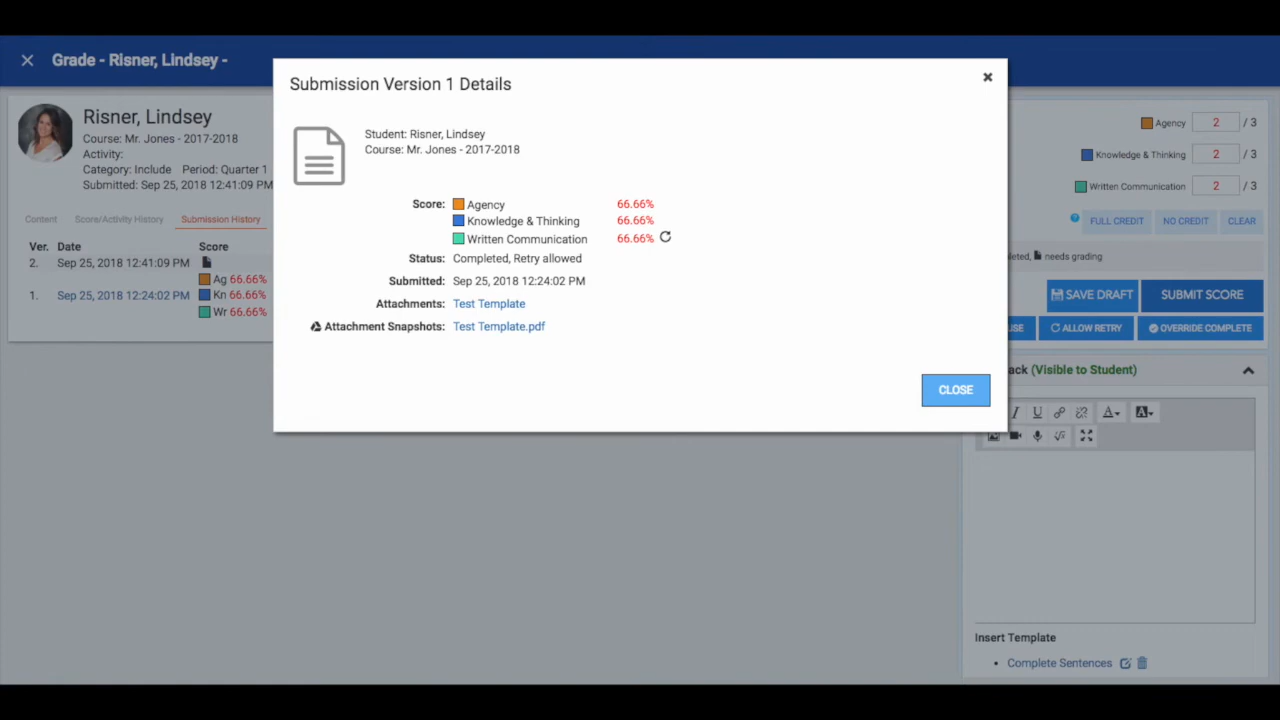 Grade - Risner, Lindsey -
Risner, Lindsey
Course: Mr. Jones - 2017-2018
Activity:
Category: Include Period: Quarter 1
Submitted: Sep 25, 2018 12:41:09 PM
Content Score/Activity History Submission History
Ver. Date Score
2. Sep 25, 2018 12:41:09 PM
Ag 66.66%
1. Sep 25, 2018 12:24:02 PM Kn 66.66%
Wr 66.66%
Submission Version 1 Details
Student: Risner, Lindsey
Course: Mr. Jones - 2017-2018
Score: Agency 66.66%
Knowledge & Thinking 66.66%
Written Communication 66.66%
Status: Completed, Retry allowed
Submitted: Sep 25, 2018 12:24:02 PM
Attachments: Test Template
Attachment Snapshots: Test Template.pdf
CLOSE
Agency 2 / 3
Knowledge & Thinking 2 / 3
Written Communication 2 / 3
FULL CREDIT NO CREDIT CLEAR
needs grading
SAVE DRAFT SUBMIT SCORE
ALLOW RETRY OVERRIDE COMPLETE
(Visible to Student)
Insert Template
Complete Sentences